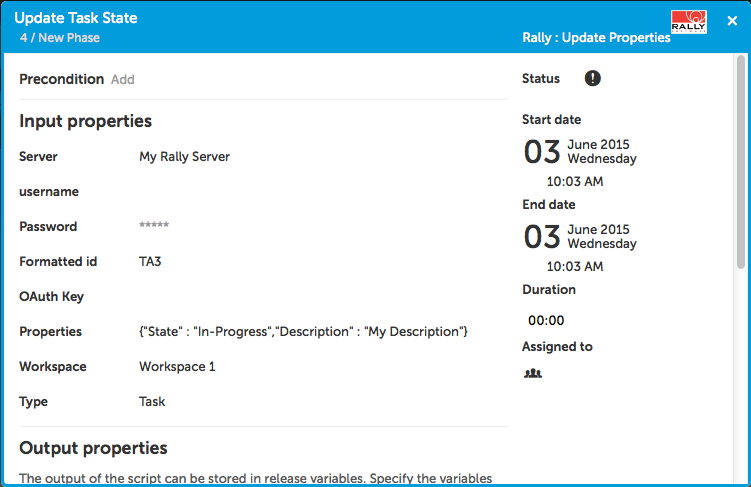 Update Task State
4 / New Phase
Rally : Update Properties
RALLY
×
Precondition Add
Input properties
Server My Rally Server
username
Password *****
Formatted id TA3
OAuth Key
Properties {"State" : "In-Progress","Description" : "My Description"}
Workspace Workspace 1
Type Task
Output properties
The output of the script can be stored in release variables. Specify the variables
Status
Start date
03 June 2015
Wednesday
10:03 AM
End date
03 June 2015
Wednesday
10:03 AM
Duration
00:00
Assigned to